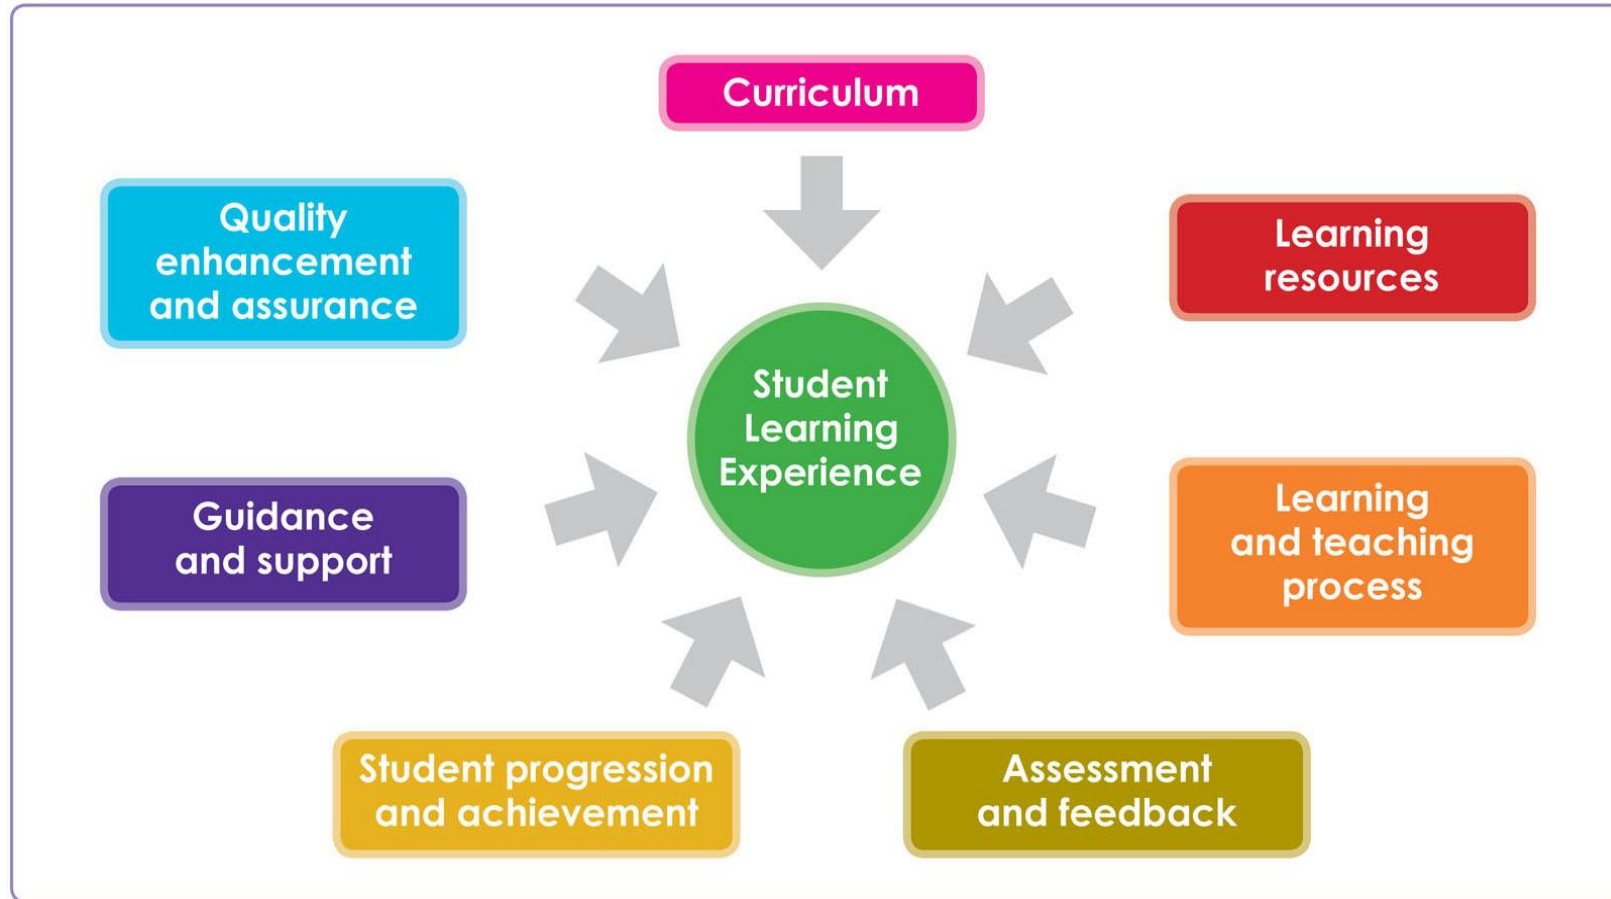 Curriculum
Quality
enhancement
and assurance
Learning
resources
Student
Learning
Experience
Guidance
and support
Learning
and teaching
process
Student progression
and achievement
Assessment
and feedback